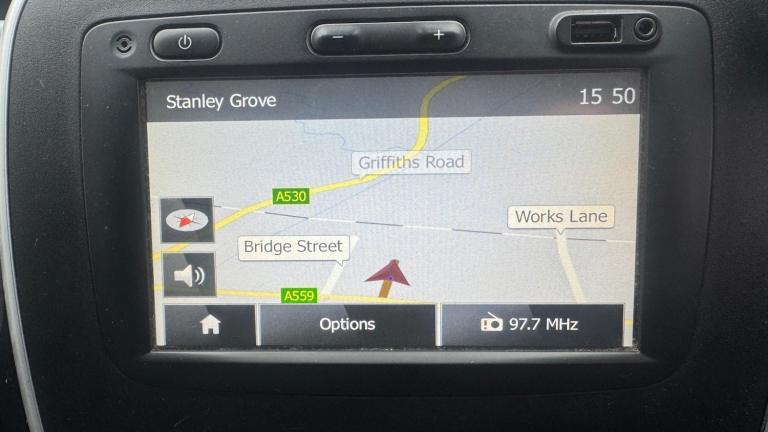 Stanley Grove
15 50
Griffiths Road
A530
Works Lane
Bridge Street
A559
Options
97.7 MHz